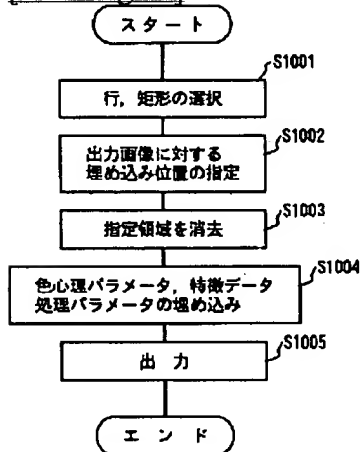 スタート
S1001
行，矩形の選択
S1002
出力画像に対する
埋め込み位置の指定
S1003
指定領域を消去
S1004
色心理パラメータ，特徴データ
処理パラメータの埋め込み
S1005
出力
エンド